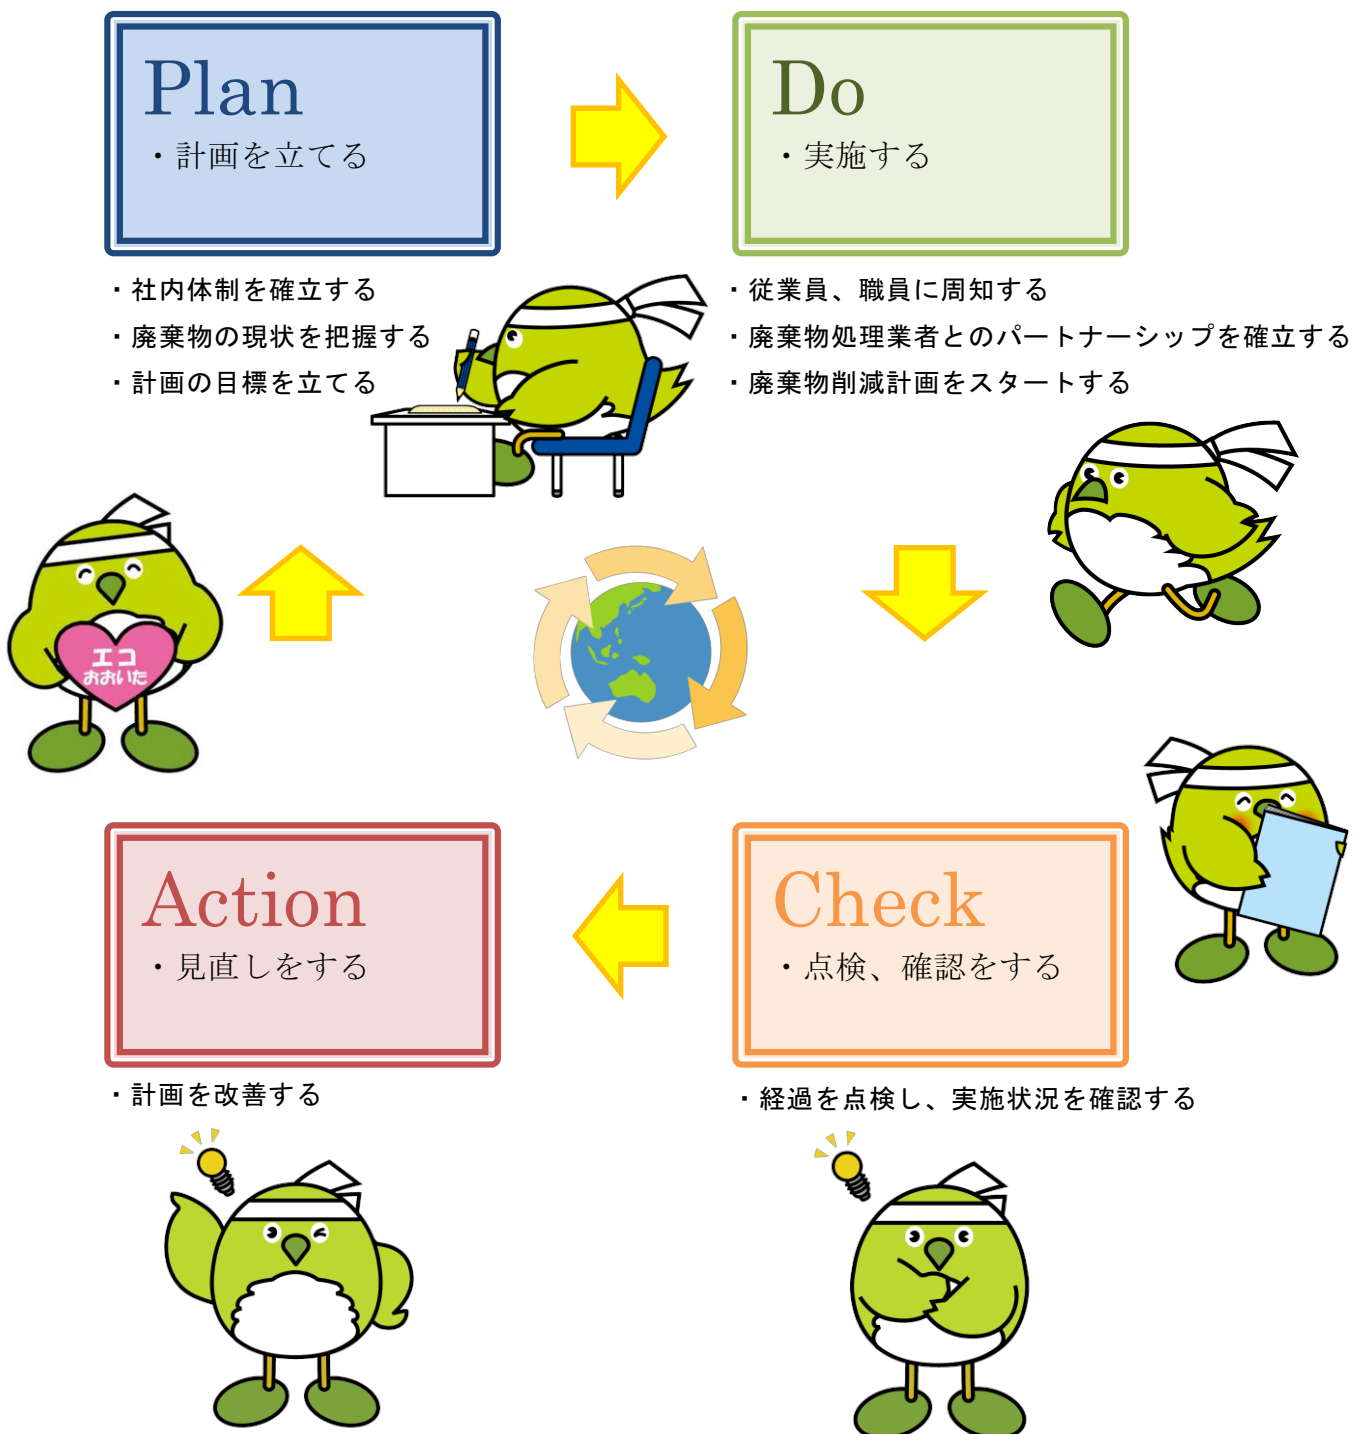 Plan
・計画を立てる
・社内体制を確立する
・廃棄物の現状を把握する
・計画の目標を立てる
Do
・実施する
・従業員、職員に周知する
・廃棄物処理業者とのパートナーシップを確立する
・廃棄物削減計画をスタートする
エコ
おおいた
Action
・見直しをする
・計画を改善する
Check
・点検、確認をする
・経過を点検し、実施状況を確認する